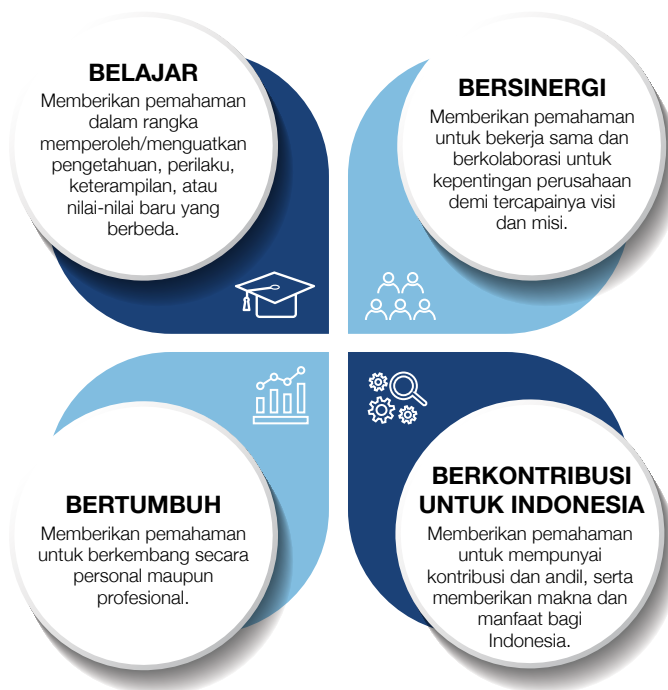 BELAJAR
Memberikan pemahaman
dalam rangka
memperoleh/menguatkan
pengetahuan, perilaku,
keterampilan, atau
nilai-nilai baru yang
berbeda.
BERSINERGI
Memberikan pemahaman
untuk bekerja sama dan
berkolaborasi untuk
kepentingan perusahaan
demi tercapainya visi
dan misi.
BERTUMBUH
Memberikan pemahaman
untuk berkembang secara
personal maupun
profesional.
BERKONTRIBUSI
UNTUK INDONESIA
Memberikan pemahaman
untuk mempunyai
kontribusi dan andil, serta
memberikan makna dan
manfaat bagi
Indonesia.